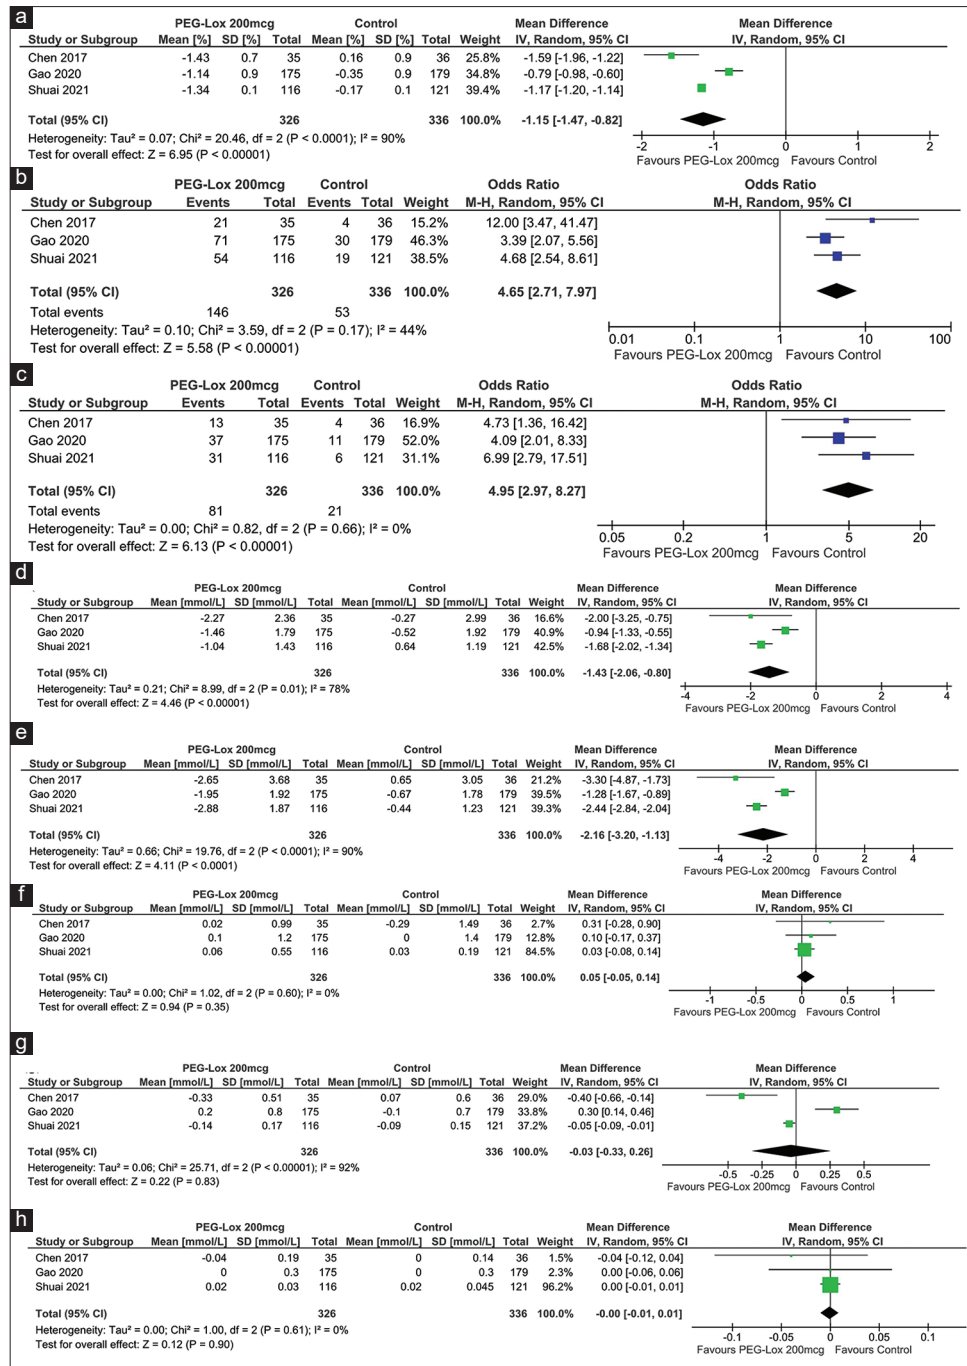 a
PEG-Lox 200mcg Control Mean Difference Mean Difference
Study or Subgroup Mean [%] SD [%] Total Mean [%] SD [%] Total Weight IV, Random, 95% CI IV, Random, 95% CI
Chen 2017 -1.43 0.7 35 0.16 0.9 36 25.8% -1.59 [-1.96, -1.22]
Gao 2020 -1.14 0.9 175 -0.35 0.9 179 34.8% -0.79 [-0.98, -0.60]
Shuai 2021 -1.34 0.1 116 -0.17 0.1 121 39.4% -1.17 [-1.20, -1.14]
Total (95% CI) 326 336 100.0% -1.15 [-1.47, -0.82]
Heterogeneity: Tau² = 0.07; Chi² = 20.46, df = 2 (P < 0.0001); I² = 90%
Test for overall effect: Z = 6.95 (P < 0.00001)
-2 -1 0 1 2
Favours PEG-Lox 200mcg Favours Control
b
PEG-Lox 200mcg Control Odds Ratio Odds Ratio
Study or Subgroup Events Total Events Total Weight M-H, Random, 95% CI M-H, Random, 95% CI
Chen 2017 21 35 4 36 15.2% 12.00 [3.47, 41.47]
Gao 2020 71 175 30 179 46.3% 3.39 [2.07, 5.56]
Shuai 2021 54 116 19 121 38.5% 4.68 [2.54, 8.61]
Total (95% CI) 326 336 100.0% 4.65 [2.71, 7.97]
Total events 146 53
Heterogeneity: Tau² = 0.10; Chi² = 3.59, df = 2 (P = 0.17); I² = 44%
Test for overall effect: Z = 5.58 (P < 0.00001)
0.01 0.1 1 10 100
Favours PEG-Lox 200mcg Favours Control
c
PEG-Lox 200mcg Control Odds Ratio Odds Ratio
Study or Subgroup Events Total Events Total Weight M-H, Random, 95% CI M-H, Random, 95% CI
Chen 2017 13 35 4 36 16.9% 4.73 [1.36, 16.42]
Gao 2020 37 175 11 179 52.0% 4.09 [2.01, 8.33]
Shuai 2021 31 116 6 121 31.1% 6.99 [2.79, 17.51]
Total (95% CI) 326 336 100.0% 4.95 [2.97, 8.27]
Total events 81 21
Heterogeneity: Tau² = 0.00; Chi² = 0.82, df = 2 (P = 0.66); I² = 0%
Test for overall effect: Z = 6.13 (P < 0.00001)
0.05 0.2 1 5 20
Favours PEG-Lox 200mcg Favours Control
d
PEG-Lox 200mcg Control Mean Difference Mean Difference
Study or Subgroup Mean [mmol/L] SD [mmol/L] Total Mean [mmol/L] SD [mmol/L] Total Weight IV, Random, 95% CI IV, Random, 95% CI
Chen 2017 -2.27 2.36 35 -0.27 2.99 36 16.6% -2.00 [-3.25, -0.75]
Gao 2020 -1.46 1.79 175 -0.52 1.92 179 40.9% -0.94 [-1.33, -0.55]
Shuai 2021 -1.04 1.43 116 0.64 1.19 121 42.5% -1.68 [-2.02, -1.34]
Total (95% CI) 326 336 100.0% -1.43 [-2.06, -0.80]
Heterogeneity: Tau² = 0.21; Chi² = 8.99, df = 2 (P = 0.01); I² = 78%
Test for overall effect: Z = 4.46 (P < 0.00001)
-4 -2 0 2 4
Favours PEG-Lox 200mcg Favours Control
e
PEG-Lox 200mcg Control Mean Difference Mean Difference
Study or Subgroup Mean [mmol/L] SD [mmol/L] Total Mean [mmol/L] SD [mmol/L] Total Weight IV, Random, 95% CI IV, Random, 95% CI
Chen 2017 -2.65 3.68 35 0.65 3.05 36 21.2% -3.30 [-4.87, -1.73]
Gao 2020 -1.95 1.92 175 -0.67 1.78 179 39.5% -1.28 [-1.67, -0.89]
Shuai 2021 -2.88 1.87 116 -0.44 1.23 121 39.3% -2.44 [-2.84, -2.04]
Total (95% CI) 326 336 100.0% -2.16 [-3.20, -1.13]
Heterogeneity: Tau² = 0.66; Chi² = 19.76, df = 2 (P < 0.0001); I² = 90%
Test for overall effect: Z = 4.11 (P < 0.0001)
-4 -2 0 2 4
Favours PEG-Lox 200mcg Favours Control
f
PEG-Lox 200mcg Control Mean Difference Mean Difference
Study or Subgroup Mean [mmol/L] SD [mmol/L] Total Mean [mmol/L] SD [mmol/L] Total Weight IV, Random, 95% CI IV, Random, 95% CI
Chen 2017 0.02 0.99 35 -0.29 1.49 36 2.7% 0.31 [-0.28, 0.90]
Gao 2020 0.1 1.2 175 0 1.4 179 12.8% 0.10 [-0.17, 0.37]
Shuai 2021 0.06 0.55 116 0.03 0.19 121 84.5% 0.03 [-0.08, 0.14]
Total (95% CI) 326 336 100.0% 0.05 [-0.05, 0.14]
Heterogeneity: Tau² = 0.00; Chi² = 1.02, df = 2 (P = 0.60); I² = 0%
Test for overall effect: Z = 0.94 (P = 0.35)
-1 -0.5 0 0.5 1
Favours PEG-Lox 200mcg Favours Control
g
PEG-Lox 200mcg Control Mean Difference Mean Difference
Study or Subgroup Mean [mmol/L] SD [mmol/L] Total Mean [mmol/L] SD [mmol/L] Total Weight IV, Random, 95% CI IV, Random, 95% CI
Chen 2017 -0.33 0.51 35 0.07 0.6 36 29.0% -0.40 [-0.66, -0.14]
Gao 2020 0.2 0.8 175 -0.1 0.7 179 33.8% 0.30 [0.14, 0.46]
Shuai 2021 -0.14 0.17 116 -0.09 0.15 121 37.2% -0.05 [-0.09, -0.01]
Total (95% CI) 326 336 100.0% -0.03 [-0.33, 0.26]
Heterogeneity: Tau² = 0.06; Chi² = 25.71, df = 2 (P < 0.00001); I² = 92%
Test for overall effect: Z = 0.22 (P = 0.83)
-0.5 -0.25 0 0.25 0.5
Favours PEG-Lox 200mcg Favours Control
h
PEG-Lox 200mcg Control Mean Difference Mean Difference
Study or Subgroup Mean [mmol/L] SD [mmol/L] Total Mean [mmol/L] SD [mmol/L] Total Weight IV, Random, 95% CI IV, Random, 95% CI
Chen 2017 -0.04 0.19 35 0 0.14 36 1.5% -0.04 [-0.12, 0.04]
Gao 2020 0 0.3 175 0 0.3 179 2.3% 0.00 [-0.06, 0.06]
Shuai 2021 0.02 0.03 116 0.02 0.045 121 96.2% 0.00 [-0.01, 0.01]
Total (95% CI) 326 336 100.0% -0.00 [-0.01, 0.01]
Heterogeneity: Tau² = 0.00; Chi² = 1.00, df = 2 (P = 0.61); I² = 0%
Test for overall effect: Z = 0.12 (P = 0.90)
-0.1 -0.05 0 0.05 0.1
Favours PEG-Lox 200mcg Favours Control